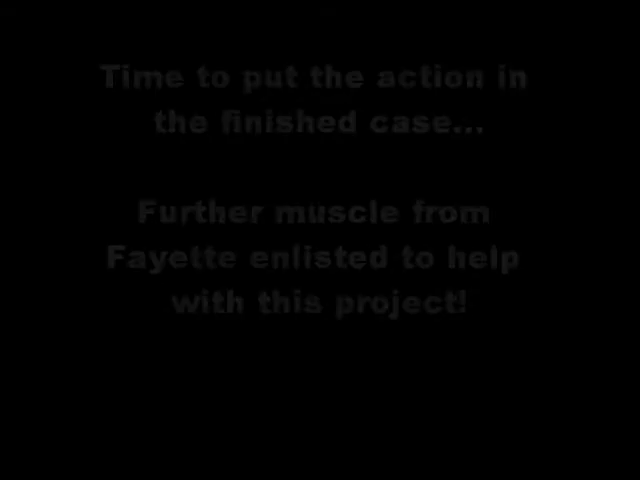 Time to put the action in
the finished case...
Further muscle from
Fayette enlisted to help
with this project!